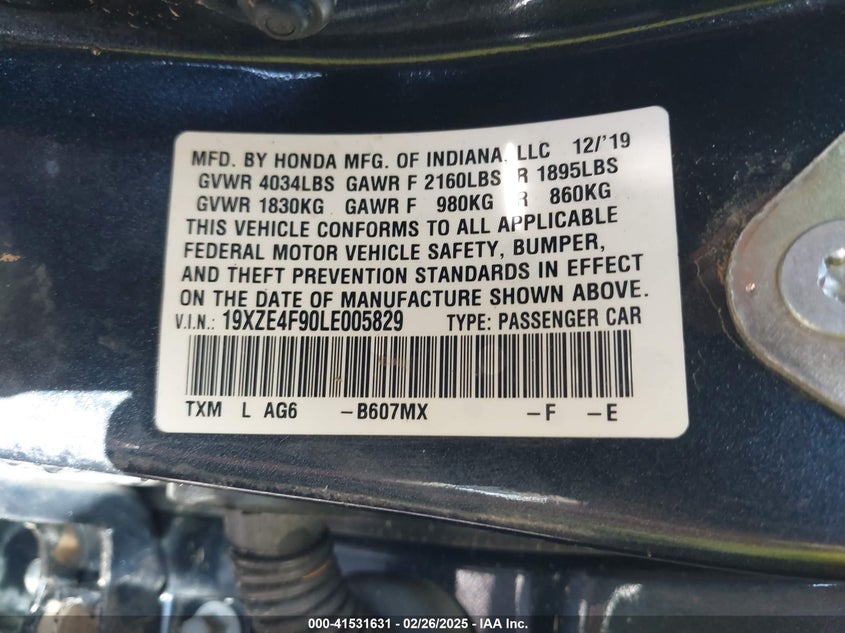 MFD. BY HONDA MFG. OF INDIANA, LLC 12/'19
GVWR 4034LBS GAWR F 2160LBS R 1895LBS
GVWR 1830KG GAWR F 980KG R 860KG
THIS VEHICLE CONFORMS TO ALL APPLICABLE
FEDERAL MOTOR VEHICLE SAFETY, BUMPER,
AND THEFT PREVENTION STANDARDS IN EFFECT
ON THE DATE OF MANUFACTURE SHOWN ABOVE.
V.I.N.: 19XZE4F90LE005829 TYPE: PASSENGER CAR
TXM L AG6 -B607MX -F -E
000-41531631 - 02/26/2025 - IAA Inc.